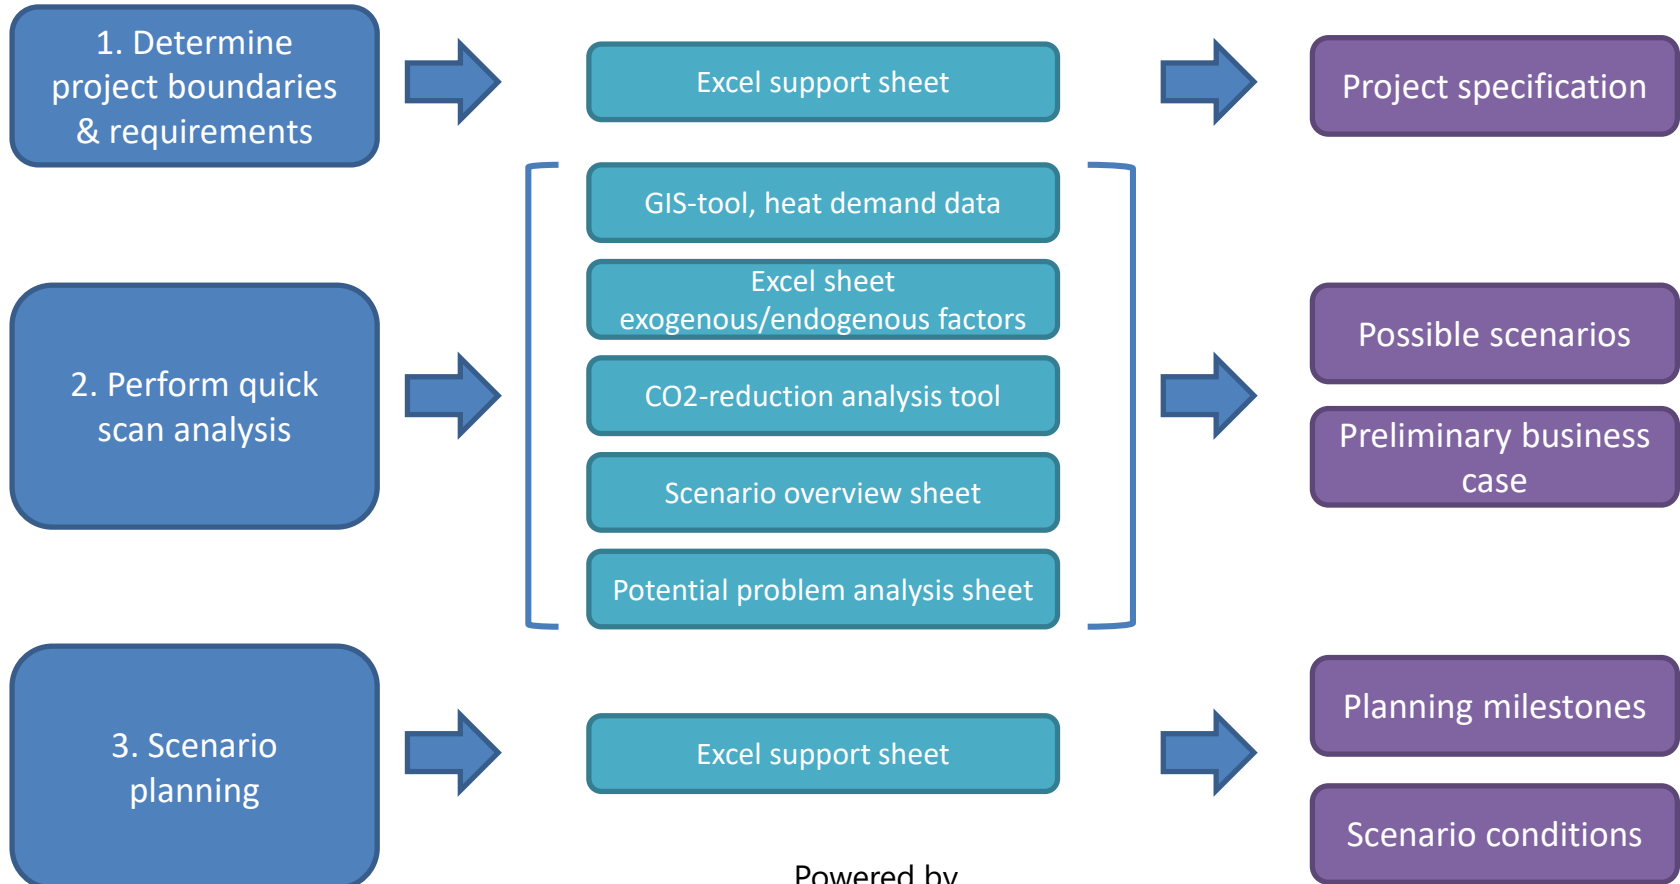 1. Determine
project boundaries
& requirements
Excel support sheet
Project specification
GIS-tool, heat demand data
Excel sheet
exogenous/endogenous factors
2. Perform quick
scan analysis
CO2-reduction analysis tool
Scenario overview sheet
Potential problem analysis sheet
Possible scenarios
Preliminary business
case
3. Scenario
planning
Excel support sheet
Planning milestones
Scenario conditions
Powered by